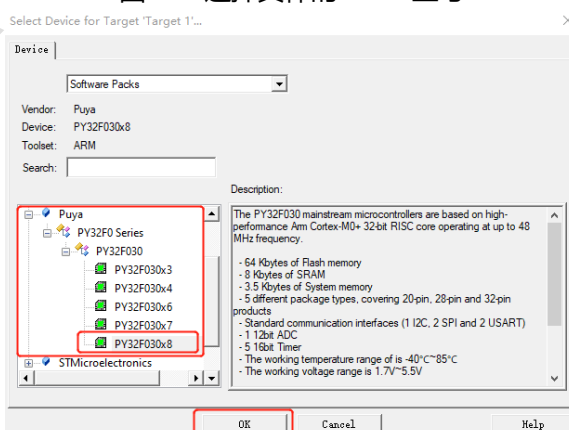 Select Device for Target 'Target 1'...
Device
Software Packs
Vendor: Puya
Device: PY32F030x8
Toolset: ARM
Search:
Description:
Puya
PY32F0 Series
PY32F030
PY32F030x3
PY32F030x4
PY32F030x6
PY32F030x7
PY32F030x8
STMicroelectronics
The PY32F030 mainstream microcontrollers are based on high-
performance Arm Cortex-M0+ 32-bit RISC core operating at up to 48
MHz frequency.
- 64 Kbytes of Flash memory
- 8 Kbytes of SRAM
- 3.5 Kbytes of System memory
- 5 different package types, covering 20-pin, 28-pin and 32-pin
products
- Standard communication interfaces (1 I2C, 2 SPI and 2 USART)
- 1 12bit ADC
- 5 16bit Timer
- The working temperature range of is -40°C~85°C
- The working voltage range is 1.7V~5.5V
OK
Cancel
Help